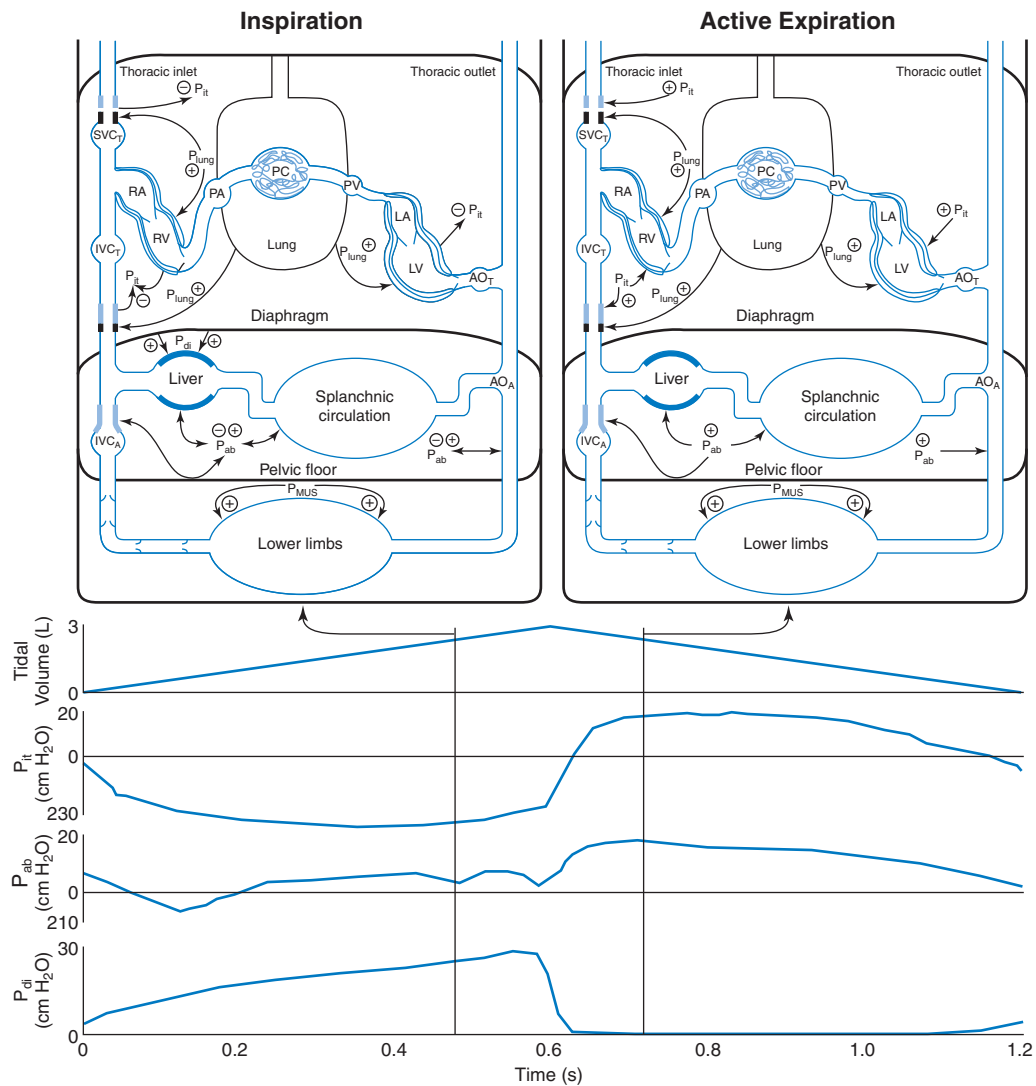 Inspiration
Thoracic inlet
Thoracic outlet
⊖ P_it
SVC_T
P_lung
⊕
RA
RV
PA
PC
PV
LA
LV
⊖ P_it
IVC_T
P_it
⊖
Lung
P_lung ⊕
P_lung ⊕
AO_T
Diaphragm
⊕ P_di ⊕
Liver
Splanchnic
circulation
AO_A
IVC_A
⊖⊕
P_ab
⊖⊕
P_ab
Pelvic floor
P_MUS
⊕ ⊕
Lower limbs
Active Expiration
Thoracic inlet
Thoracic outlet
⊕ P_it
SVC_T
P_lung
⊕
RA
RV
PA
PC
PV
LA
LV
⊕ P_it
IVC_T
P_it
⊕
Lung
P_lung ⊕
P_lung ⊕
AO_T
Diaphragm
Liver
Splanchnic
circulation
AO_A
IVC_A
⊕
P_ab
⊕
P_ab
Pelvic floor
P_MUS
⊕ ⊕
Lower limbs
Tidal
Volume (L)
3
0
P_it
(cm H₂O)
20
0
230
P_ab
(cm H₂O)
20
0
210
P_di
(cm H₂O)
30
0
0 0.2 0.4 0.6 0.8 1.0 1.2
Time (s)